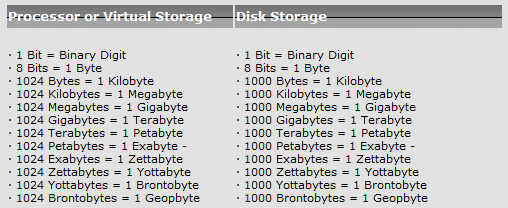 Processor or Virtual Storage
· 1 Bit = Binary Digit
· 8 Bits = 1 Byte
· 1024 Bytes = 1 Kilobyte
· 1024 Kilobytes = 1 Megabyte
· 1024 Megabytes = 1 Gigabyte
· 1024 Gigabytes = 1 Terabyte
· 1024 Terabytes = 1 Petabyte
· 1024 Petabytes = 1 Exabyte -
· 1024 Exabytes = 1 Zettabyte
· 1024 Zettabytes = 1 Yottabyte
· 1024 Yottabytes = 1 Brontobyte
· 1024 Brontobytes = 1 Geopbyte
Disk Storage
· 1 Bit = Binary Digit
· 8 Bits = 1 Byte
· 1000 Bytes = 1 Kilobyte
· 1000 Kilobytes = 1 Megabyte
· 1000 Megabytes = 1 Gigabyte
· 1000 Gigabytes = 1 Terabyte
· 1000 Terabytes = 1 Petabyte
· 1000 Petabytes = 1 Exabyte -
· 1000 Exabytes = 1 Zettabyte
· 1000 Zettabytes = 1 Yottabyte
· 1000 Yottabytes = 1 Brontobyte
· 1000 Brontobytes = 1 Geopbyte